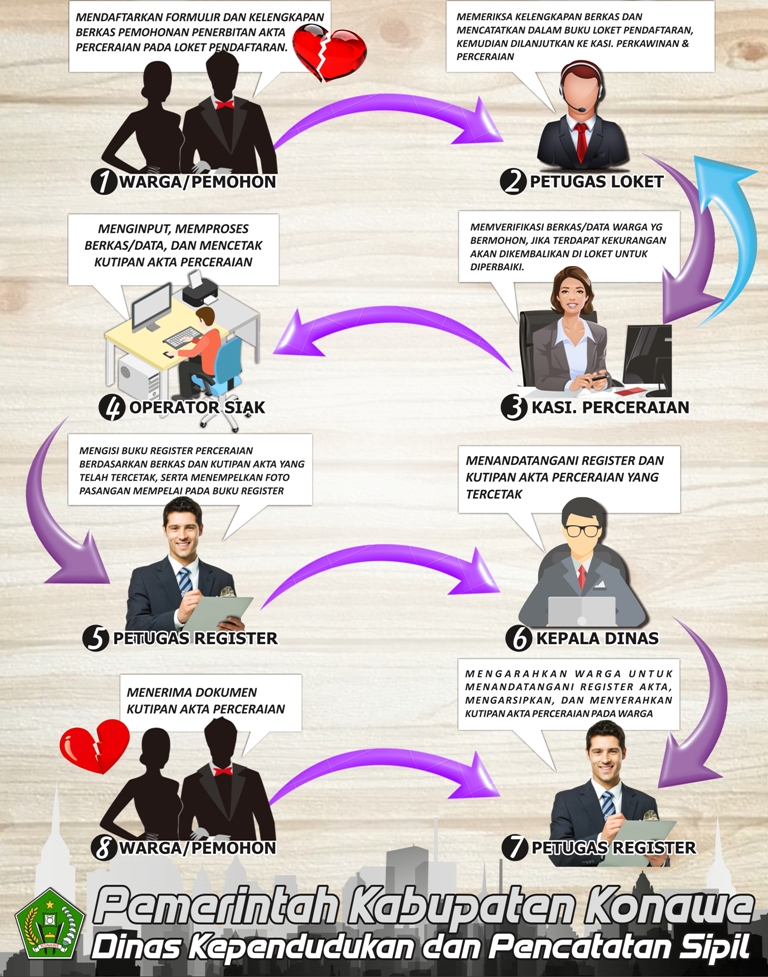 MENDAFTARKAN FORMULIR DAN KELENGKAPAN
BERKAS PEMOHONAN PENERBITAN AKTA
PERCERAIAN PADA LOKET PENDAFTARAN.
1 WARGA/PEMOHON
MEMERIKSA KELENGKAPAN BERKAS DAN
MENCATATKAN DALAM BUKU LOKET PENDAFTARAN,
KEMUDIAN DILANJUTKAN KE KASI. PERKAWINAN &
PERCERAIAN
2 PETUGAS LOKET
MEMVERIFIKASI BERKAS/DATA WARGA YG
BERMOHON, JIKA TERDAPAT KEKURANGAN
AKAN DIKEMBALIKAN DI LOKET UNTUK
DIPERBAIKI.
3 KASI. PERCERAIAN
MENGINPUT, MEMPROSES
BERKAS/DATA, DAN MENCETAK
KUTIPAN AKTA PERCERAIAN
4 OPERATOR SIAK
MENGISI BUKU REGISTER PERCERAIAN
BERDASARKAN BERKAS DAN KUTIPAN AKTA YANG
TELAH TERCETAK, SERTA MENEMPELKAN FOTO
PASANGAN MEMPELAI PADA BUKU REGISTER
5 PETUGAS REGISTER
MENANDATANGANI REGISTER DAN
KUTIPAN AKTA PERCERAIAN YANG
TERCETAK
6 KEPALA DINAS
MENGARAHKAN WARGA UNTUK
MENANDATANGANI REGISTER AKTA,
MENGARSIPKAN, DAN MENYERAHKAN
KUTIPAN AKTA PERCERAIAN PADA WARGA
7 PETUGAS REGISTER
MENERIMA DOKUMEN
KUTIPAN AKTA PERCERAIAN
8 WARGA/PEMOHON
Pemerintah Kabupaten Konawe
Dinas Kependudukan dan Pencatatan Sipil